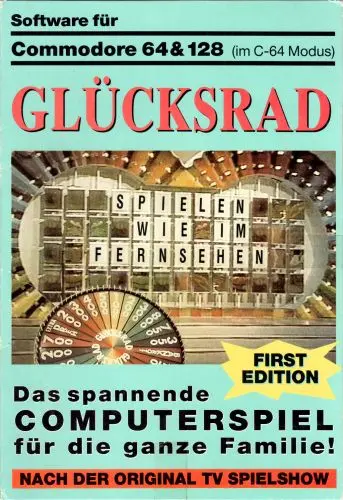 Software für
Commodore 64 & 128 (im C-64 Modus)
GLÜCKSRAD
SPIELEN
WIE IM
FERNSEHEN
FIRST
EDITION
Das spannende
COMPUTERSPIEL
für die ganze Familie!
NACH DER ORIGINAL TV SPIELSHOW